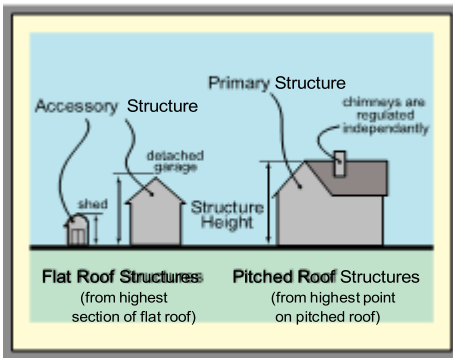 Primary Structure
Accessory Structure
chimneys are
regulated
independantly
detached
garage
shed
Structure
Height
Flat Roof Structures
(from highest
section of flat roof)
Pitched Roof Structures
(from highest point
on pitched roof)